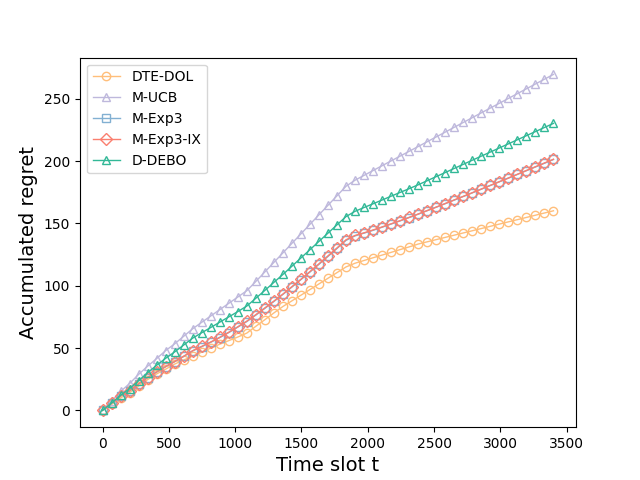 DTE-DOL
M-UCB
M-Exp3
M-Exp3-IX
D-DEBO
250
200
150
100
50
0
Accumulated regret
0 500 1000 1500 2000 2500 3000 3500
Time slot t